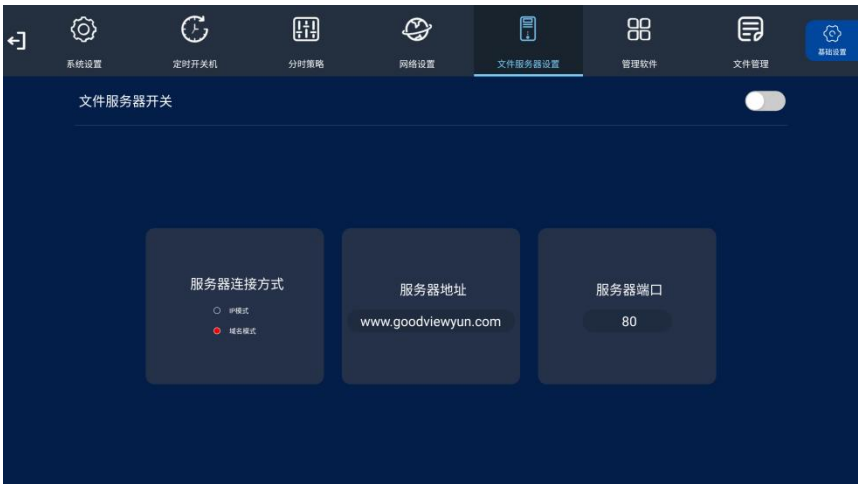 系统设置
定时开关机
分时策略
网络设置
文件服务器设置
管理软件
文件管理
基础设置
文件服务器开关
服务器连接方式
IP模式
域名模式
服务器地址
www.goodviewyun.com
服务器端口
80